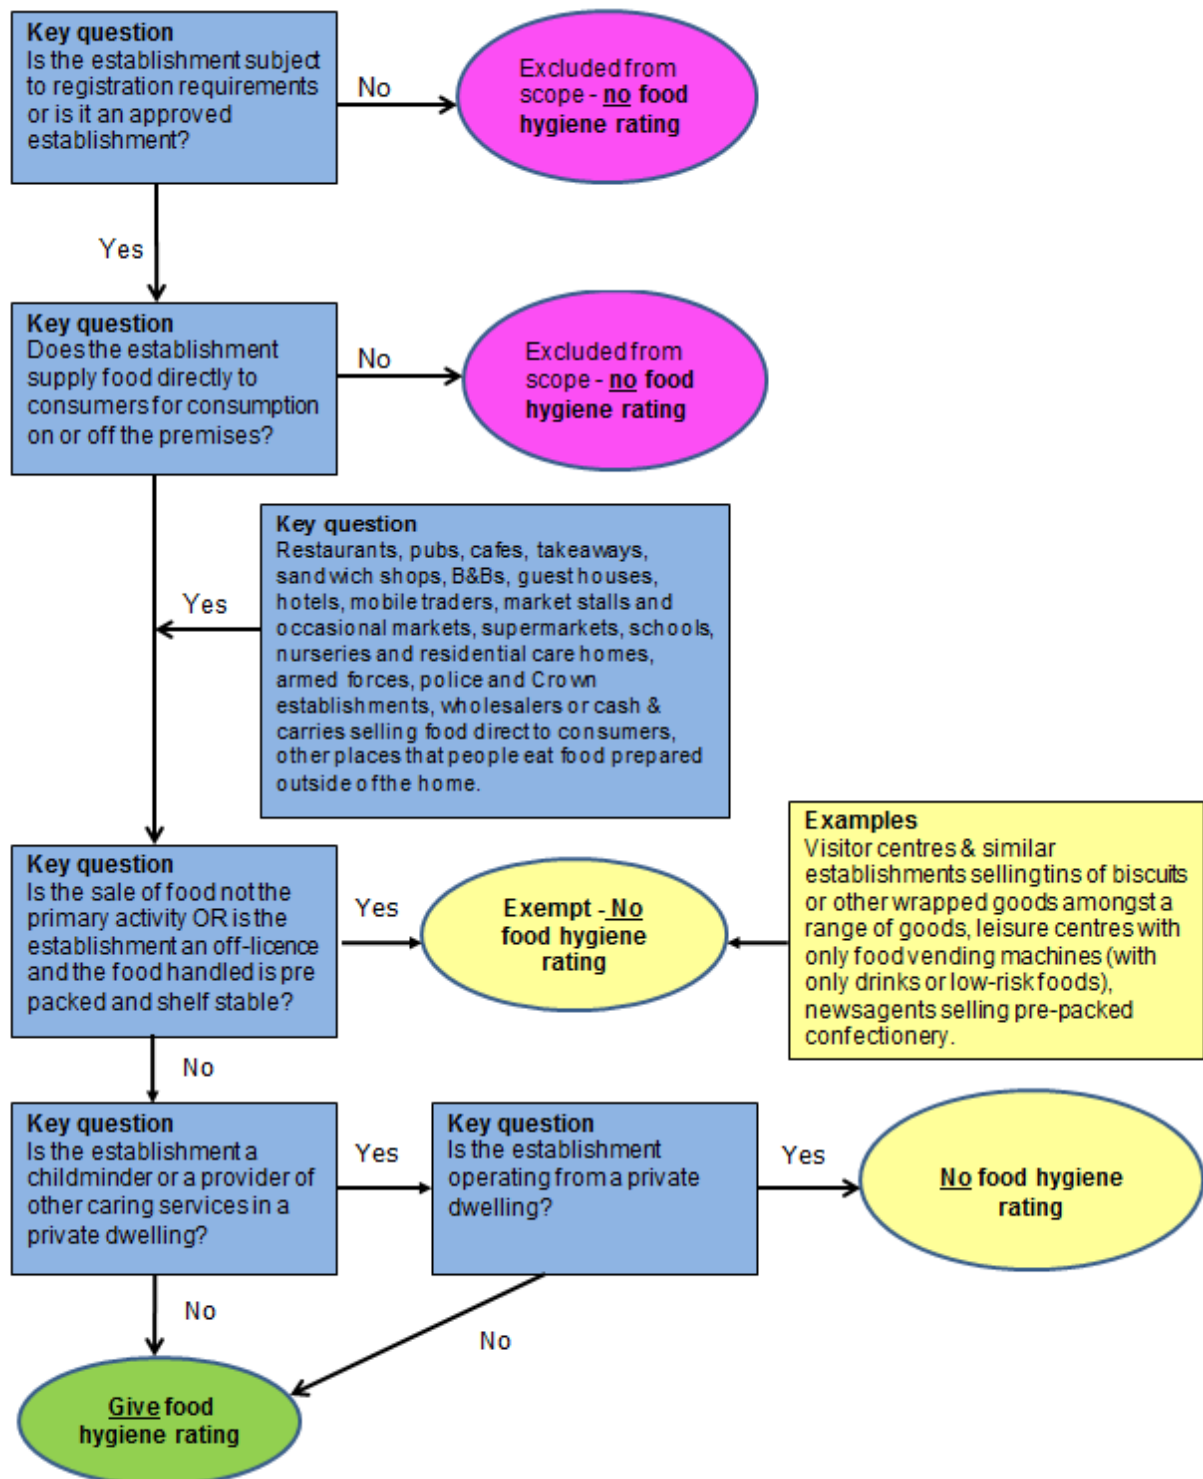 Key question
Is the establishment subject
to registration requirements
or is it an approved
establishment?
No
Excluded from
scope - no food
hygiene rating
Yes
Key question
Does the establishment
supply food directly to
consumers for consumption
on or off the premises?
No
Excluded from
scope - no food
hygiene rating
Key question
Restaurants, pubs, cafes, takeaways,
sandwich shops, B&Bs, guest houses,
hotels, mobile traders, market stalls and
occasional markets, supermarkets, schools,
nurseries and residential care homes,
armed forces, police and Crown
establishments, wholesalers or cash &
carries selling food direct to consumers,
other places that people eat food prepared
outside of the home.
Yes
Key question
Is the sale of food not the
primary activity OR is the
establishment an off-licence
and the food handled is pre
packed and shelf stable?
Yes
Exempt - No
food hygiene
rating
Examples
Visitor centres & similar
establishments selling tins of biscuits
or other wrapped goods amongst a
range of goods, leisure centres with
only food vending machines (with
only drinks or low-risk foods),
newsagents selling pre-packed
confectionery.
No
Key question
Is the establishment a
childminder or a provider of
other caring services in a
private dwelling?
Yes
Key question
Is the establishment
operating from a private
dwelling?
Yes
No food hygiene
rating
No
No
Give food
hygiene rating